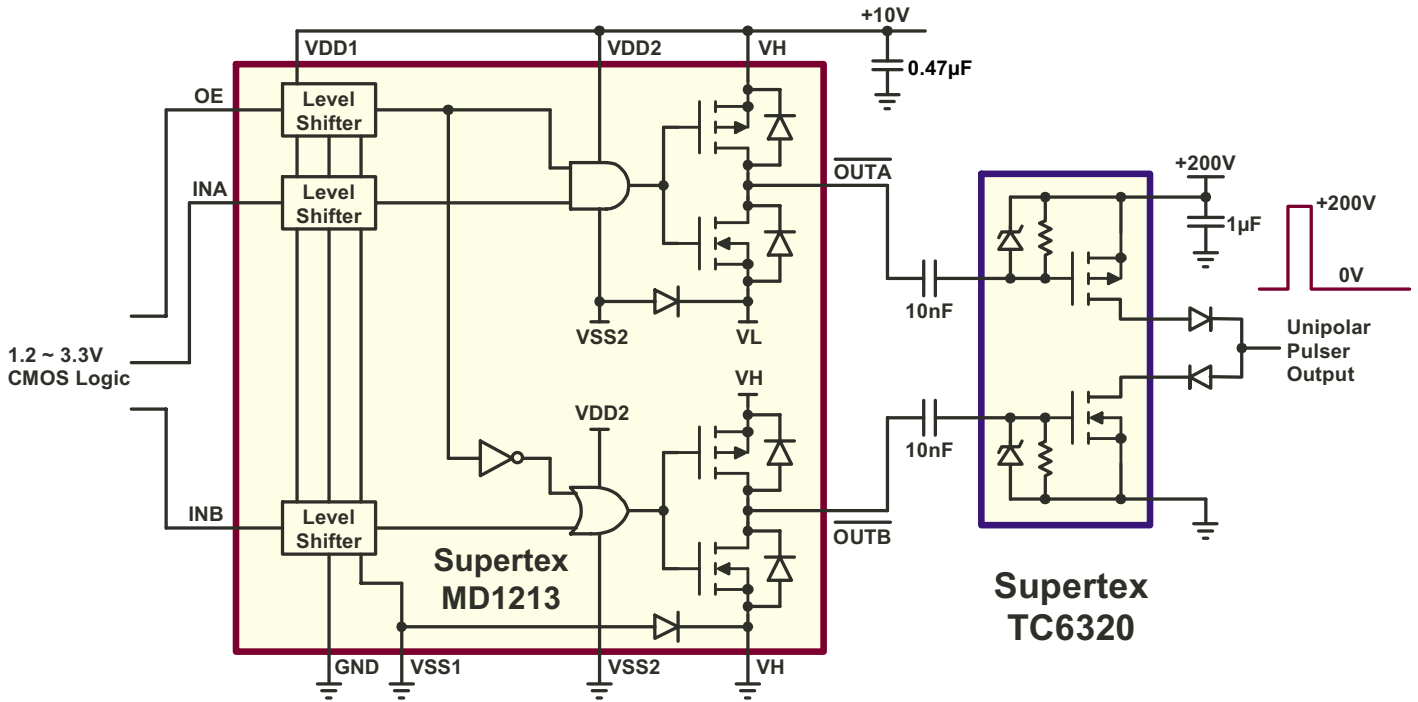 +10V
VDD1
VDD2
VH
0.47µF
OE
Level
Shifter
INA
Level
Shifter
OUTA
+200V
1µF
+200V
0V
10nF
VSS2
VL
1.2 ~ 3.3V
CMOS Logic
Unipolar
Pulser
Output
VH
VDD2
10nF
INB
Level
Shifter
OUTB
Supertex
MD1213
Supertex
TC6320
GND
VSS1
VSS2
VH